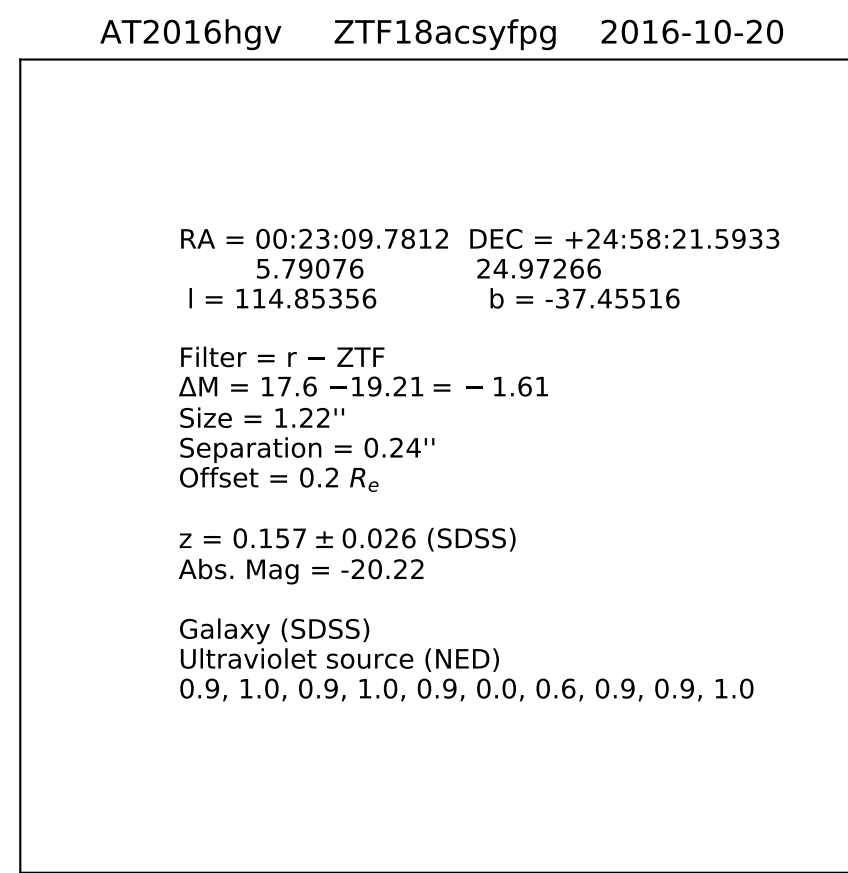 AT2016hgv ZTF18acsyfpg 2016-10-20
RA = 00:23:09.7812 DEC = +24:58:21.5933
5.79076 24.97266
l = 114.85356 b = -37.45516
Filter = r − ZTF
ΔM = 17.6 −19.21 = − 1.61
Size = 1.22''
Separation = 0.24''
Offset = 0.2 Re
z = 0.157 ± 0.026 (SDSS)
Abs. Mag = -20.22
Galaxy (SDSS)
Ultraviolet source (NED)
0.9, 1.0, 0.9, 1.0, 0.9, 0.0, 0.6, 0.9, 0.9, 1.0